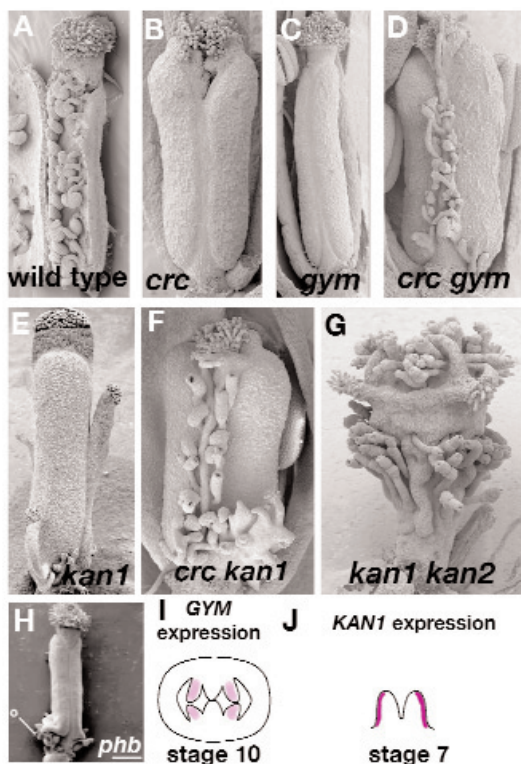 A
B
C
D
wild type
crc
gym
crc gym
E
F
G
kan1
crc kan1
kan1 kan2
H
phb
I GYM
expression
stage 10
J KAN1 expression
stage 7